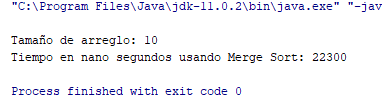 "C:\Program Files\Java\jdk-11.0.2\bin\java.exe" "-jav
Tamaño de arreglo: 10
Tiempo en nano segundos usando Merge Sort: 22300
Process finished with exit code 0